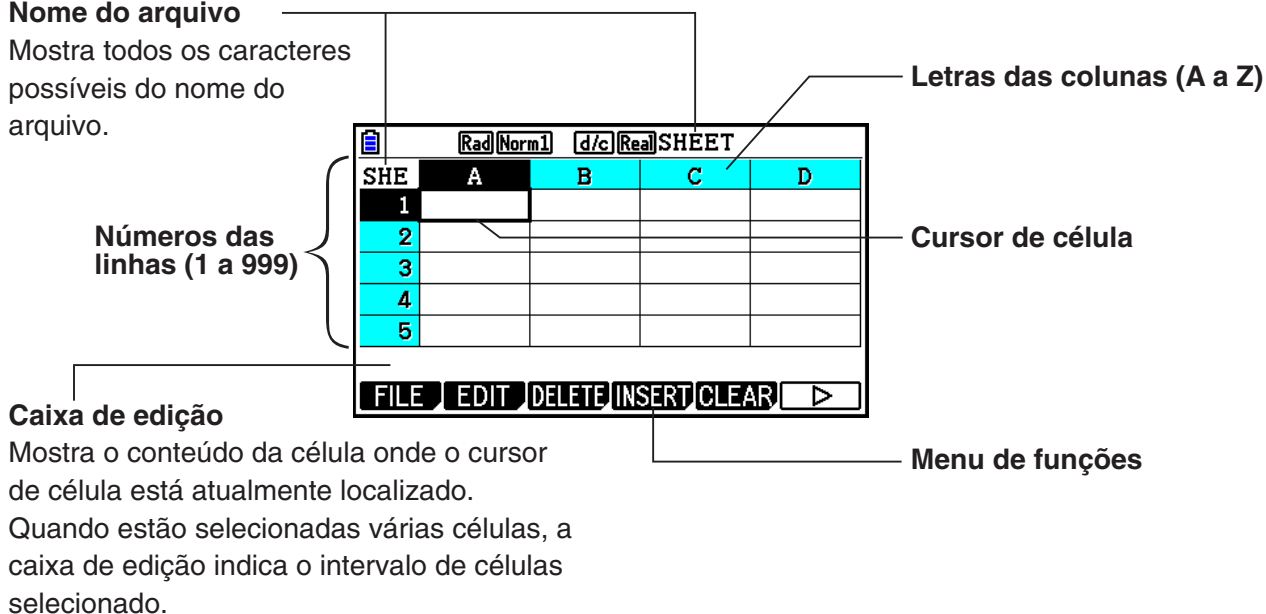 Nome do arquivo
Mostra todos os caracteres
possíveis do nome do
arquivo.
Letras das colunas (A a Z)
Rad Norm1 d/c Real SHEET
SHE A B C D
1
2
3
4
5
Números das
linhas (1 a 999)
Cursor de célula
FILE EDIT DELETE INSERT CLEAR ▷
Caixa de edição
Mostra o conteúdo da célula onde o cursor
de célula está atualmente localizado.
Quando estão selecionadas várias células, a
caixa de edição indica o intervalo de células
selecionado.
Menu de funções